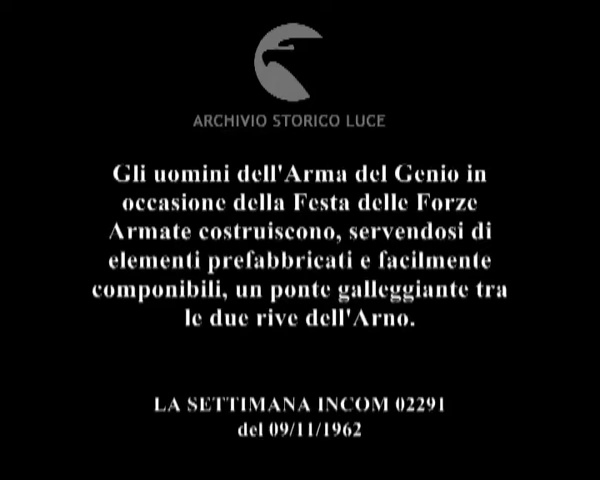 ARCHIVIO STORICO LUCE
Gli uomini dell'Arma del Genio in
occasione della Festa delle Forze
Armate costruiscono, servendosi di
elementi prefabbricati e facilmente
componibili, un ponte galleggiante tra
le due rive dell'Arno.
LA SETTIMANA INCOM 02291
del 09/11/1962